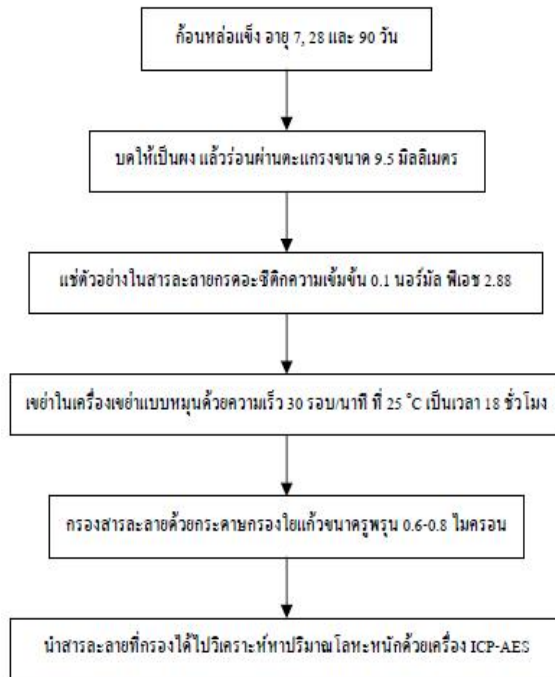 ก้อนหล่อแข็ง อายุ 7, 28 และ 90 วัน
บดให้เป็นผง แล้วร่อนผ่านตะแกรงขนาด 9.5 มิลลิเมตร
แช่ตัวอย่างในสารละลายกรดอะซีติกความเข้มข้น 0.1 นอร์มัล พีเอช 2.88
เขย่าในเครื่องเขย่าแบบหมุนด้วยความเร็ว 30 รอบ/นาที ที่ 25 °C เป็นเวลา 18 ชั่วโมง
กรองสารละลายด้วยกระดาษกรองใยแก้วขนาดรูพรุน 0.6-0.8 ไมครอน
นำสารละลายที่กรองได้ไปวิเคราะห์หาปริมาณโลหะหนักด้วยเครื่อง ICP-AES